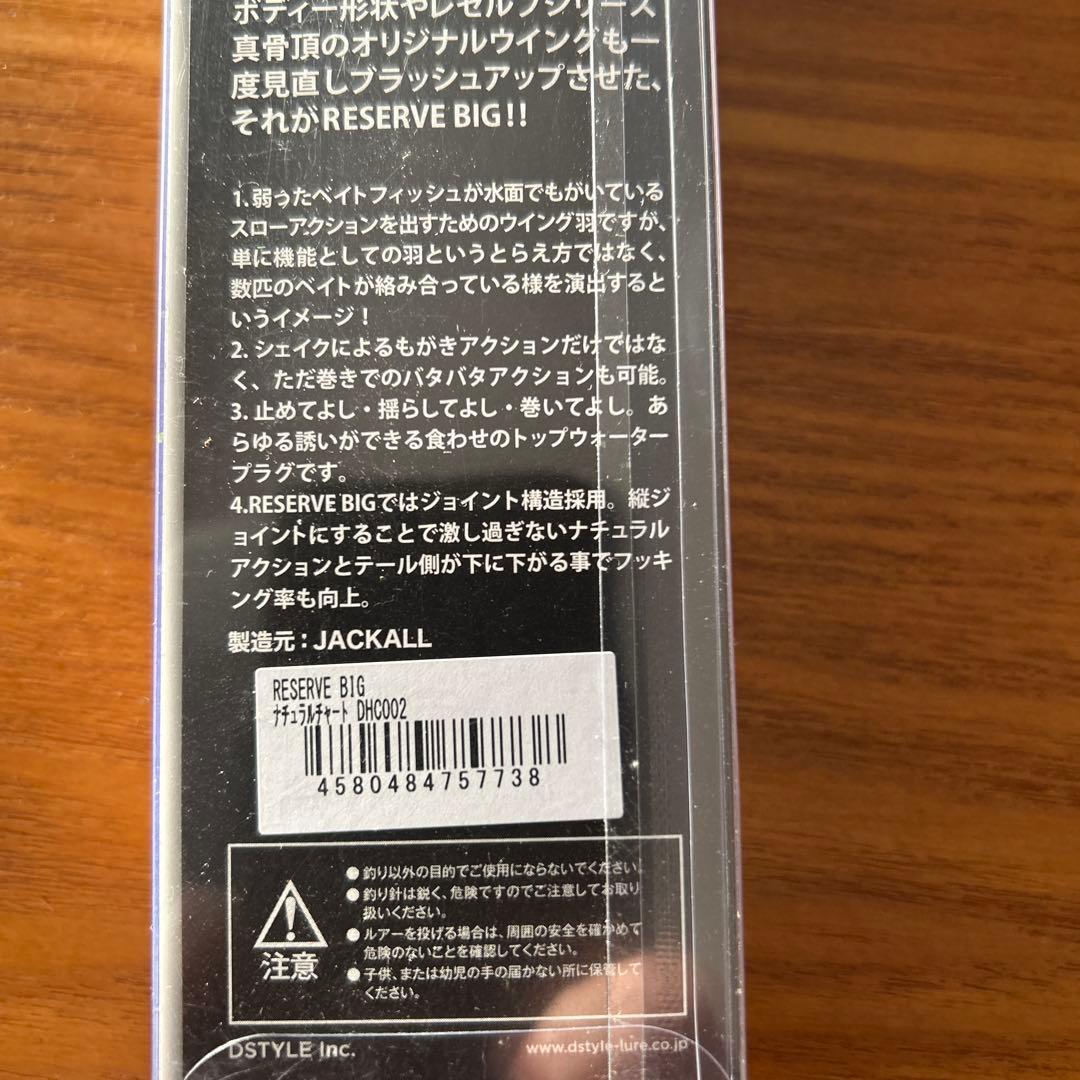 ボディー形状やレゼルブシリーズ
真骨頂のオリジナルウイングも一
度見直しブラッシュアップさせた、
それがRESERVE BIG!!
1. 弱ったベイトフィッシュが水面でもがいている
スローアクションを出すためのウイング羽ですが、
単に機能としての羽というとらえ方ではなく、
数匹のベイトが絡み合っている様を演出すると
いうイメージ！
2. シェイクによるもがきアクションだけではな
く、ただ巻きでのバタバタアクションも可能。
3. 止めてよし・揺らしてよし・巻いてよし。あ
らゆる誘いができる食わせのトップウォーター
プラグです。
4.RESERVE BIGではジョイント構造採用。縦ジ
ョイントにすることで激し過ぎないナチュラル
アクションとテール側が下に下がる事でフッキ
ング率も向上。
製造元：JACKALL
RESERVE BIG
ﾅﾁｭﾗﾙﾁｬｰﾄ DHC002
4580484757738
注意
●釣り以外の目的でご使用にならないでください。
●釣り針は鋭く、危険ですのでご注意してお取り
扱いください。
●ルアーを投げる場合は、周囲の安全を確かめて
危険のないことを確認してください。
●子供、または幼児の手の届かない所に保管して
ください。
DSTYLE Inc.
www.dstyle-lure.co.jp